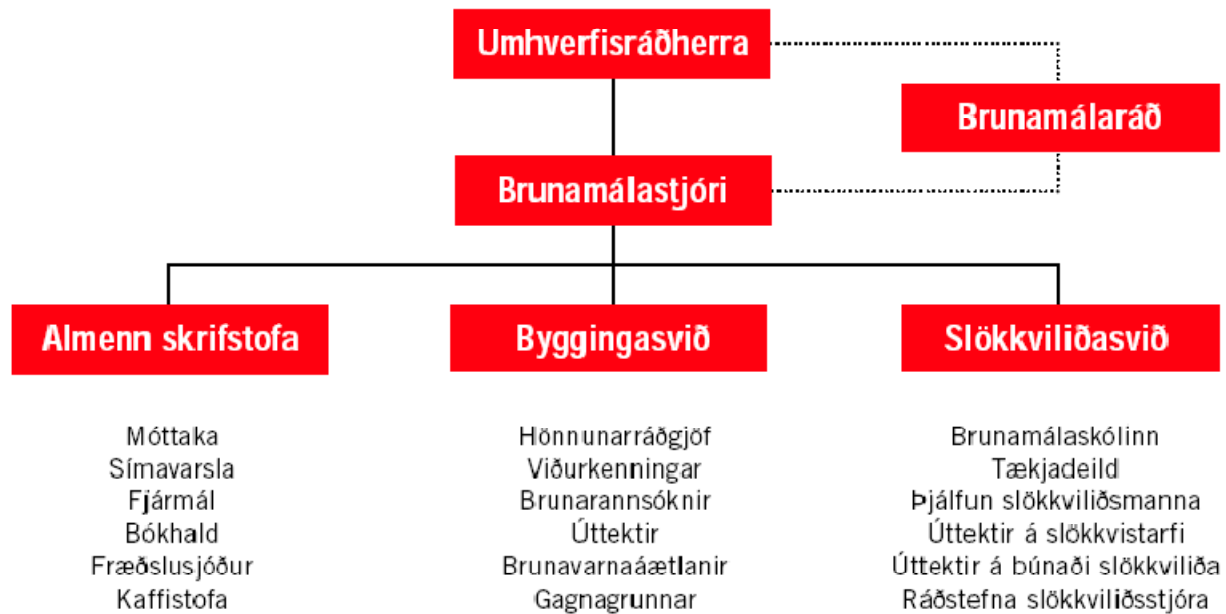 Umhverfisráðherra
Brunamálaráð
Brunamálastjóri
Almenn skrifstofa
Móttaka
Símavarsla
Fjármál
Bókhald
Fræðslusjóður
Kaffistofa
Byggingasvið
Hönnunarráðgjöf
Viðurkenningar
Brunarannsóknir
Úttektir
Brunavarnaáætlanir
Gagnagrunnar
Slökkviliðasvið
Brunamálaskólinn
Tækjadeild
Þjálfun slökkviliðsmanna
Úttektir á slökkvistarfi
Úttektir á búnaði slökkviliða
Ráðstefna slökkviliðsstjóra